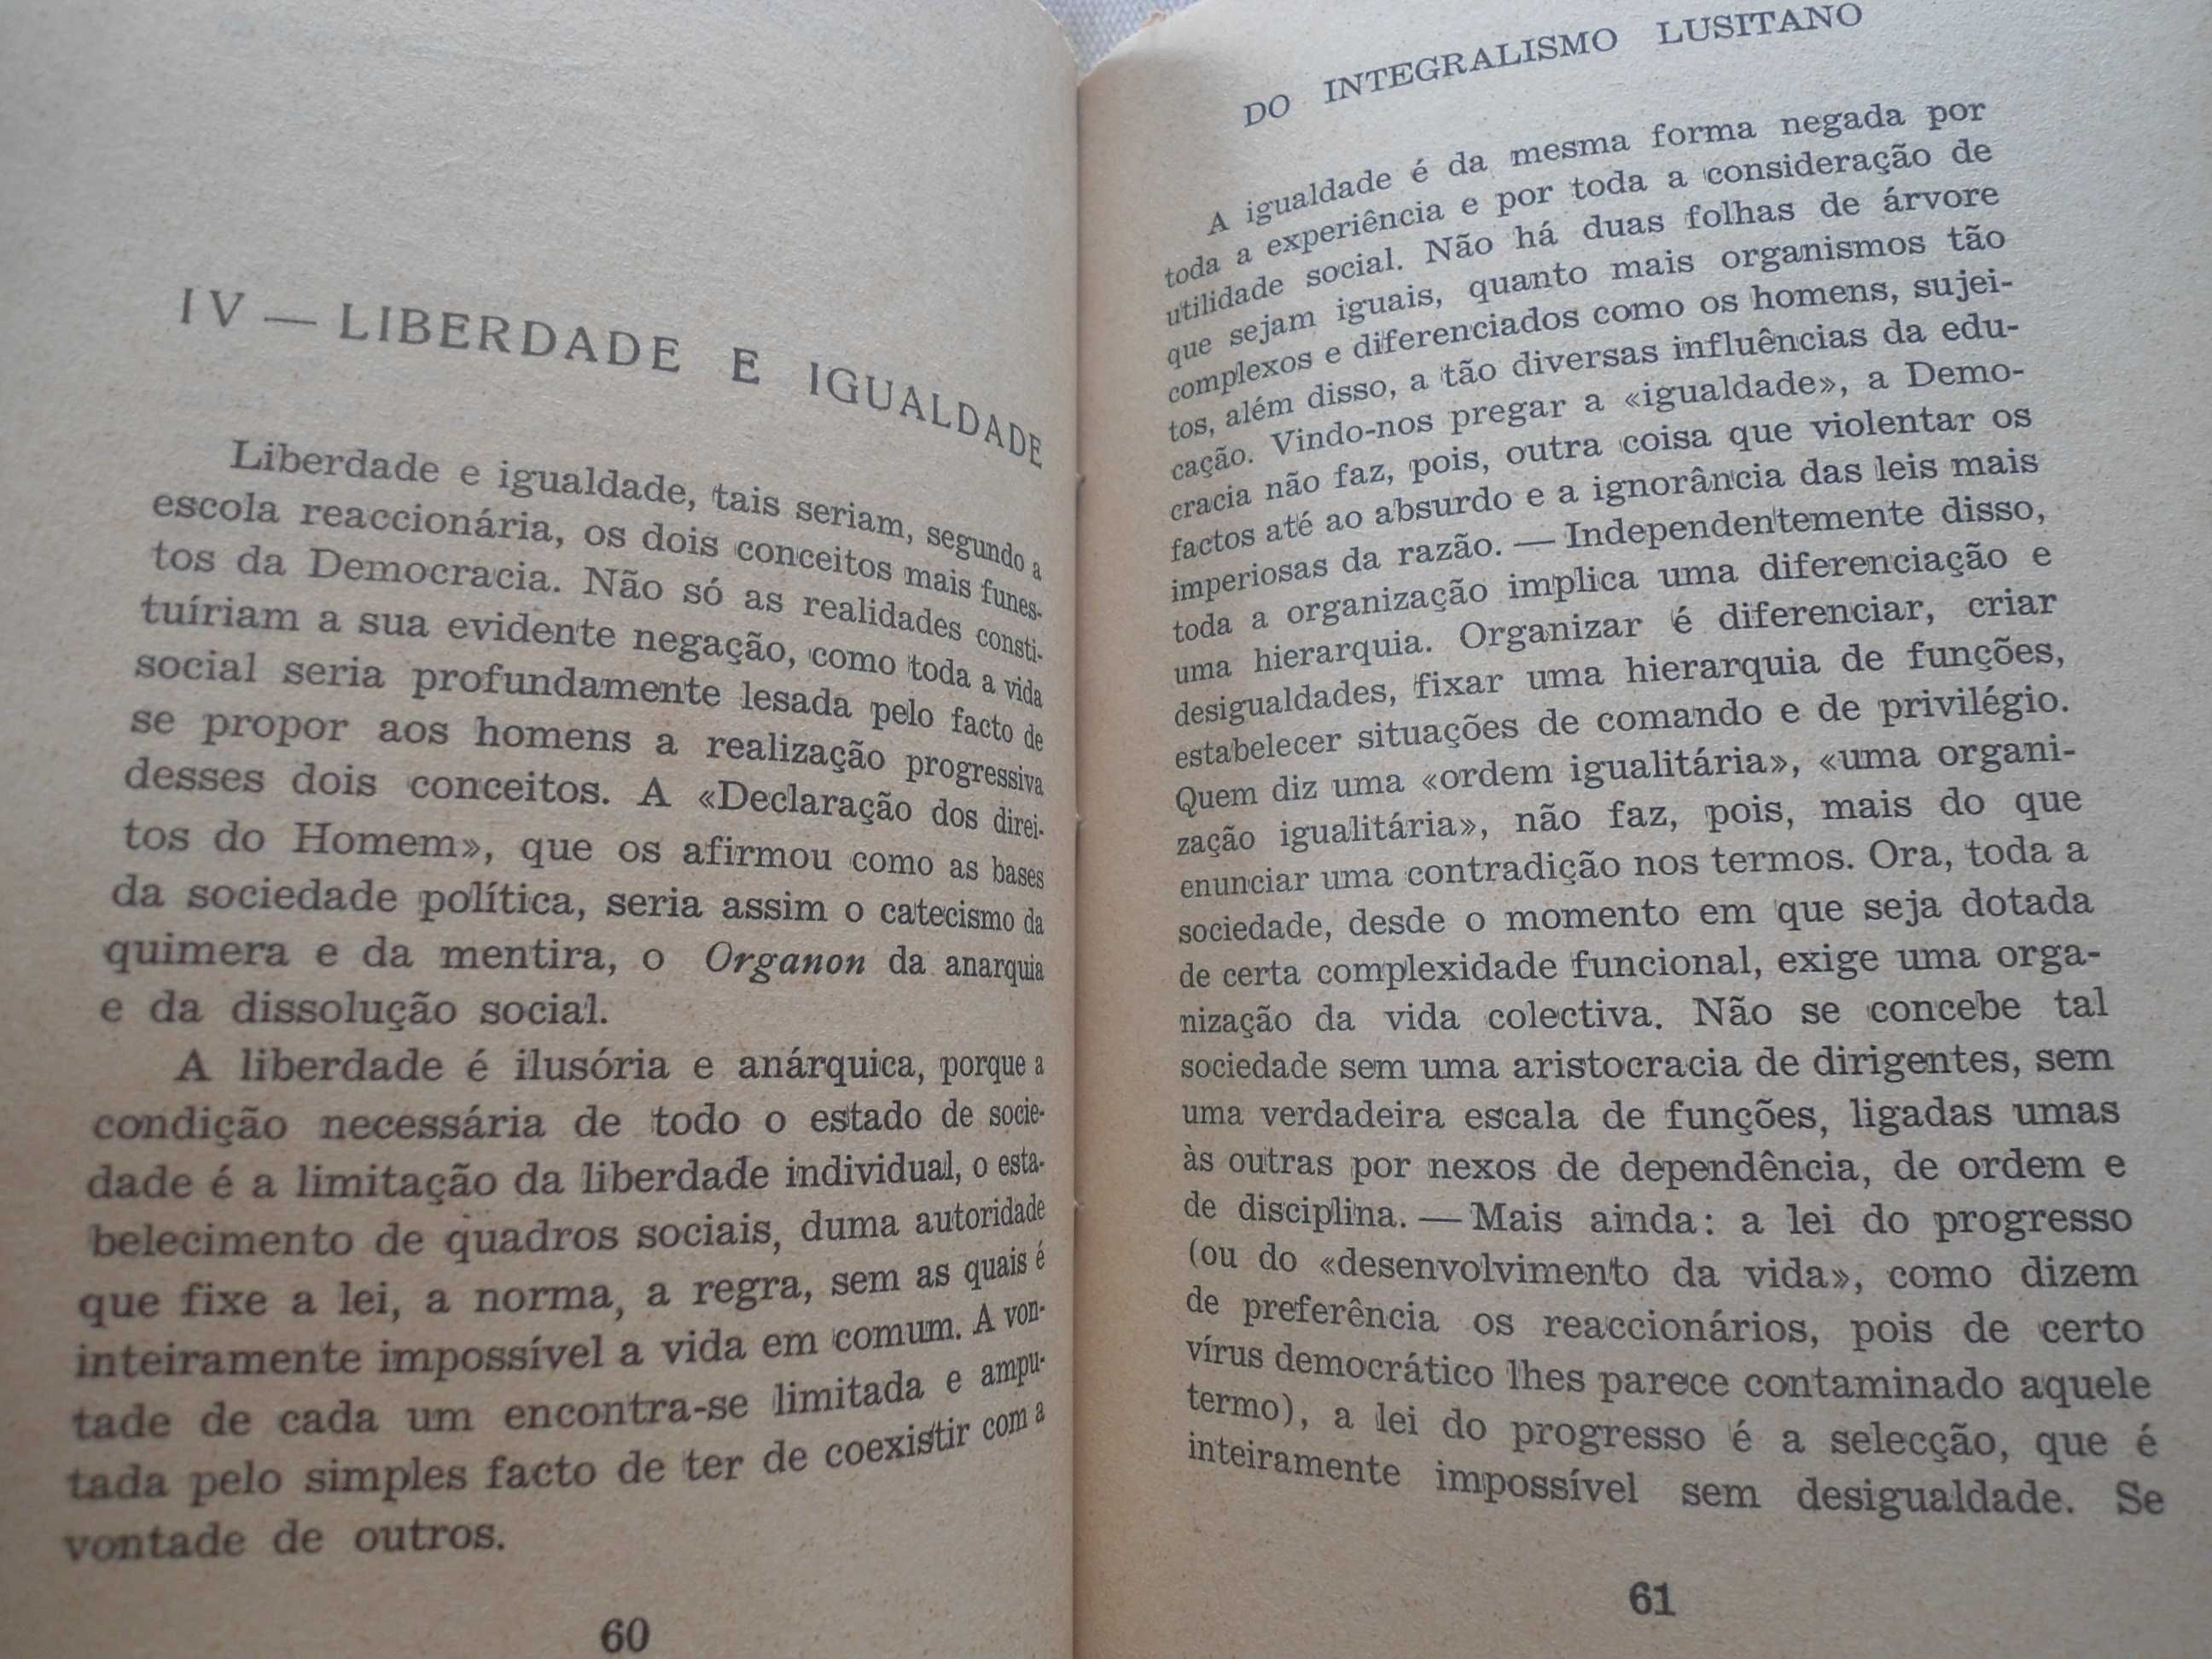 IV — LIBERDADE E IGUALDADE
Liberdade e igualdade, tais seriam, segundo a
escola reaccionária, os dois conceitos mais funes-
tos da Democracia. Não só as realidades consti-
tuíriam a sua evidente negação, como toda a vida
social seria profundamente lesada pelo facto de
se propor aos homens a realização progressiva
desses dois conceitos. A «Declaração dos direi-
tos do Homem», que os afirmou como as bases
da sociedade política, seria assim o catecismo da
quimera e da mentira, o Organon da anarquia
e da dissolução social.
A liberdade é ilusória e anárquica, porque a
condição necessária de todo o estado de socie-
dade é a limitação da liberdade individual, o esta-
belecimento de quadros sociais, duma autoridade
que fixe a lei, a norma, a regra, sem as quais é
inteiramente impossível a vida em comum. A von-
tade de cada um encontra-se limitada e ampu-
tada pelo simples facto de ter de coexistir com a
vontade de outros.
60
DO INTEGRALISMO LUSITANO
A igualdade é da mesma forma negada por
toda a experiência e por toda a consideração de
utilidade social. Não há duas folhas de árvore
que sejam iguais, quanto mais organismos tão
complexos e diferenciados como os homens, sujei-
tos, além disso, a tão diversas influências da edu-
cação. Vindo-nos pregar a «igualdade», a Demo-
cracia não faz, pois, outra coisa que violentar os
factos até ao absurdo e a ignorância das leis mais
imperiosas da razão. — Independentemente disso,
toda a organização implica uma diferenciação e
uma hierarquia. Organizar é diferenciar, criar
desigualdades, fixar uma hierarquia de funções,
estabelecer situações de comando e de privilégio.
Quem diz uma «ordem igualitária», «uma organi-
zação igualitária», não faz, pois, mais do que
enunciar uma contradição nos termos. Ora, toda a
sociedade, desde o momento em que seja dotada
de certa complexidade funcional, exige uma orga-
nização da vida colectiva. Não se concebe tal
sociedade sem uma aristocracia de dirigentes, sem
uma verdadeira escala de funções, ligadas umas
às outras por nexos de dependência, de ordem e
de disciplina. — Mais ainda: a lei do progresso
(ou do «desenvolvimento da vida», como dizem
de preferência os reaccionários, pois de certo
vírus democrático lhes parece contaminado aquele
termo), a lei do progresso é a selecção, que é
inteiramente impossível sem desigualdade. Se
61